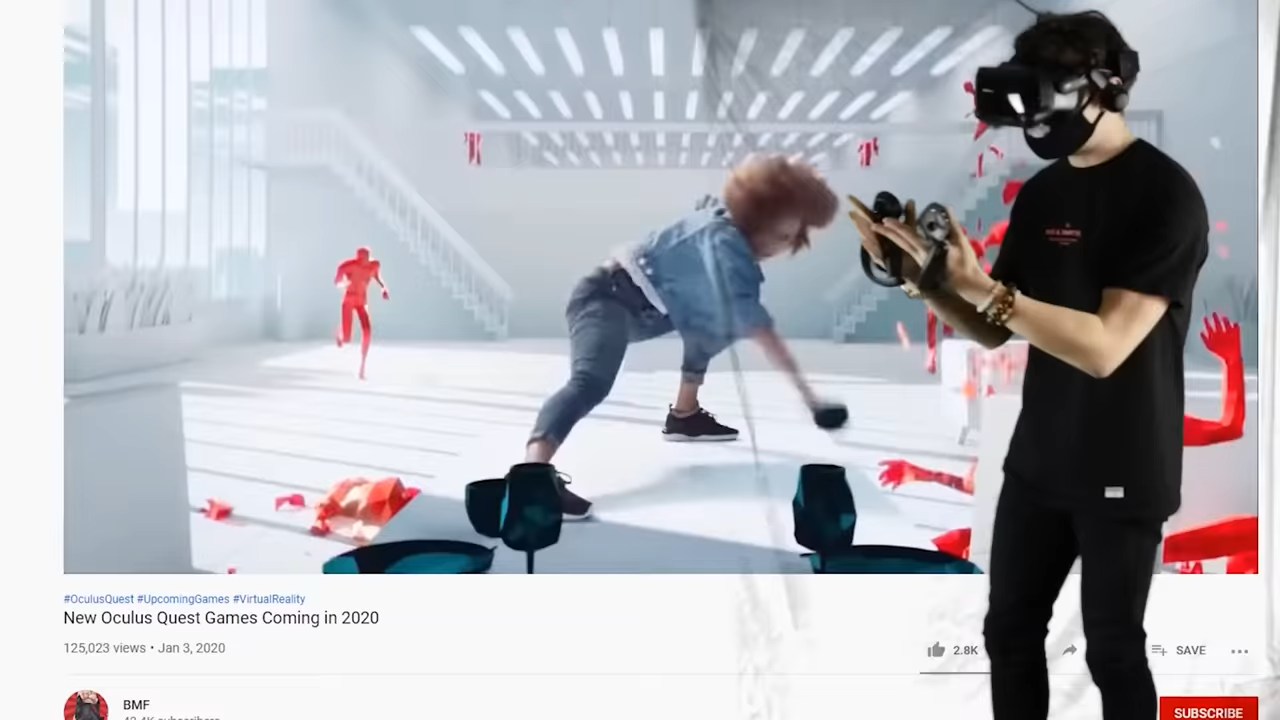 #OculusQuest #UpcomingGames #VirtualReality
New Oculus Quest Games Coming in 2020
125,023 views • Jan 3, 2020
2.8K
SAVE
BMF
SUBSCRIBE